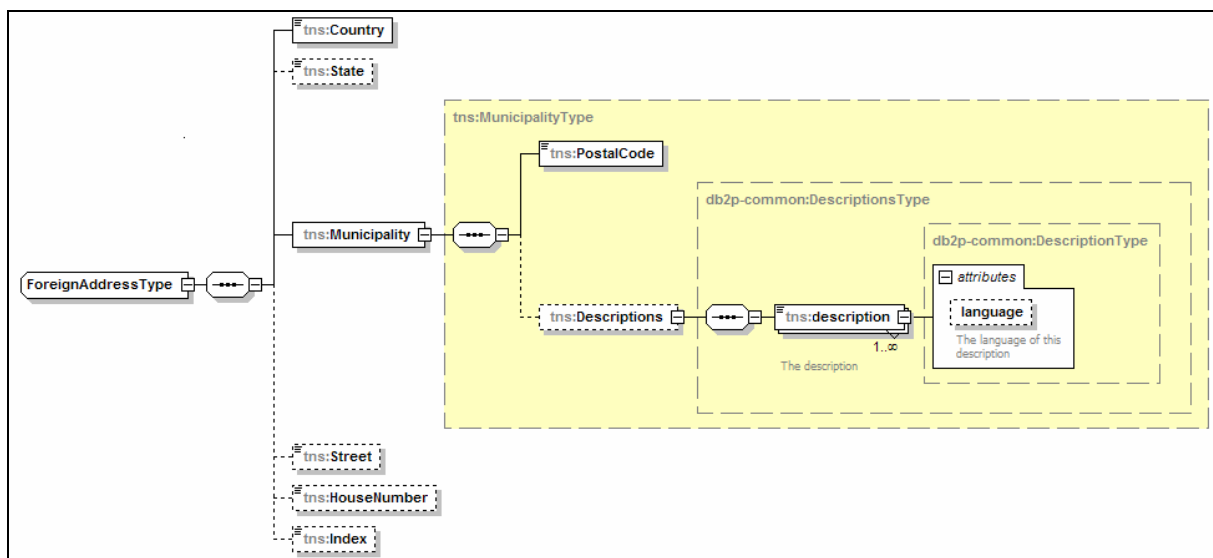 tns:Country
tns:State
tns:MunicipalityType
tns:PostalCode
db2p-common:DescriptionsType
db2p-common:DescriptionType
attributes
tns:Municipality
ForeignAddressType
tns:Descriptions
tns:description
language
1..∞
The language of this
description
The description
tns:Street
tns:HouseNumber
tns:Index